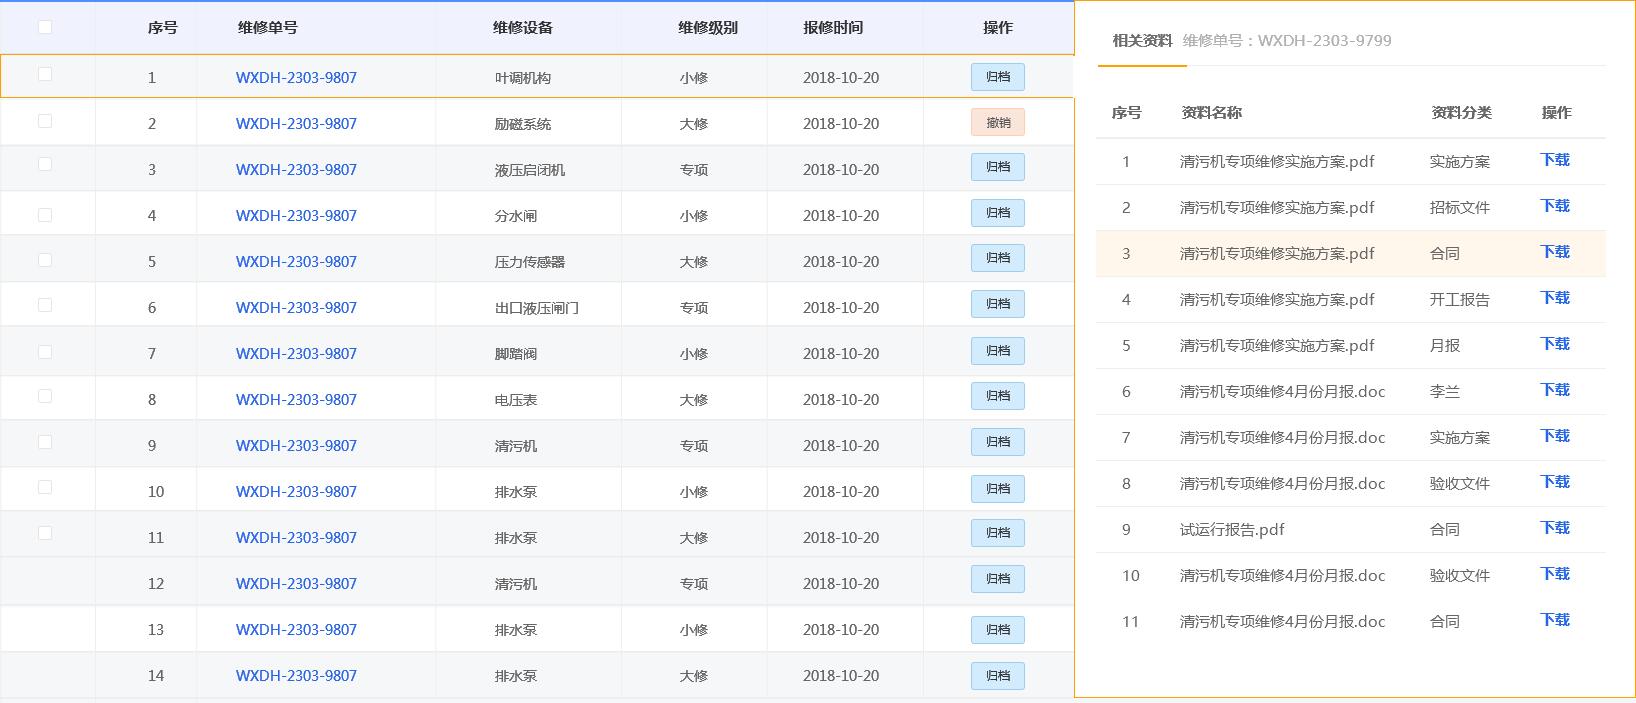 序号 维修单号 维修设备 维修级别 报修时间 操作
1 WXDH-2303-9807 叶调机构 小修 2018-10-20 归档
2 WXDH-2303-9807 励磁系统 大修 2018-10-20 撤销
3 WXDH-2303-9807 液压启闭机 专项 2018-10-20 归档
4 WXDH-2303-9807 分水闸 小修 2018-10-20 归档
5 WXDH-2303-9807 压力传感器 大修 2018-10-20 归档
6 WXDH-2303-9807 出口液压闸门 专项 2018-10-20 归档
7 WXDH-2303-9807 脚踏阀 小修 2018-10-20 归档
8 WXDH-2303-9807 电压表 大修 2018-10-20 归档
9 WXDH-2303-9807 清污机 专项 2018-10-20 归档
10 WXDH-2303-9807 排水泵 小修 2018-10-20 归档
11 WXDH-2303-9807 排水泵 大修 2018-10-20 归档
12 WXDH-2303-9807 清污机 专项 2018-10-20 归档
13 WXDH-2303-9807 排水泵 小修 2018-10-20 归档
14 WXDH-2303-9807 排水泵 大修 2018-10-20 归档
相关资料 维修单号：WXDH-2303-9799
序号 资料名称 资料分类 操作
1 清污机专项维修实施方案.pdf 实施方案 下载
2 清污机专项维修实施方案.pdf 招标文件 下载
3 清污机专项维修实施方案.pdf 合同 下载
4 清污机专项维修实施方案.pdf 开工报告 下载
5 清污机专项维修实施方案.pdf 月报 下载
6 清污机专项维修4月份月报.doc 李兰 下载
7 清污机专项维修4月份月报.doc 实施方案 下载
8 清污机专项维修4月份月报.doc 验收文件 下载
9 试运行报告.pdf 合同 下载
10 清污机专项维修4月份月报.doc 验收文件 下载
11 清污机专项维修4月份月报.doc 合同 下载